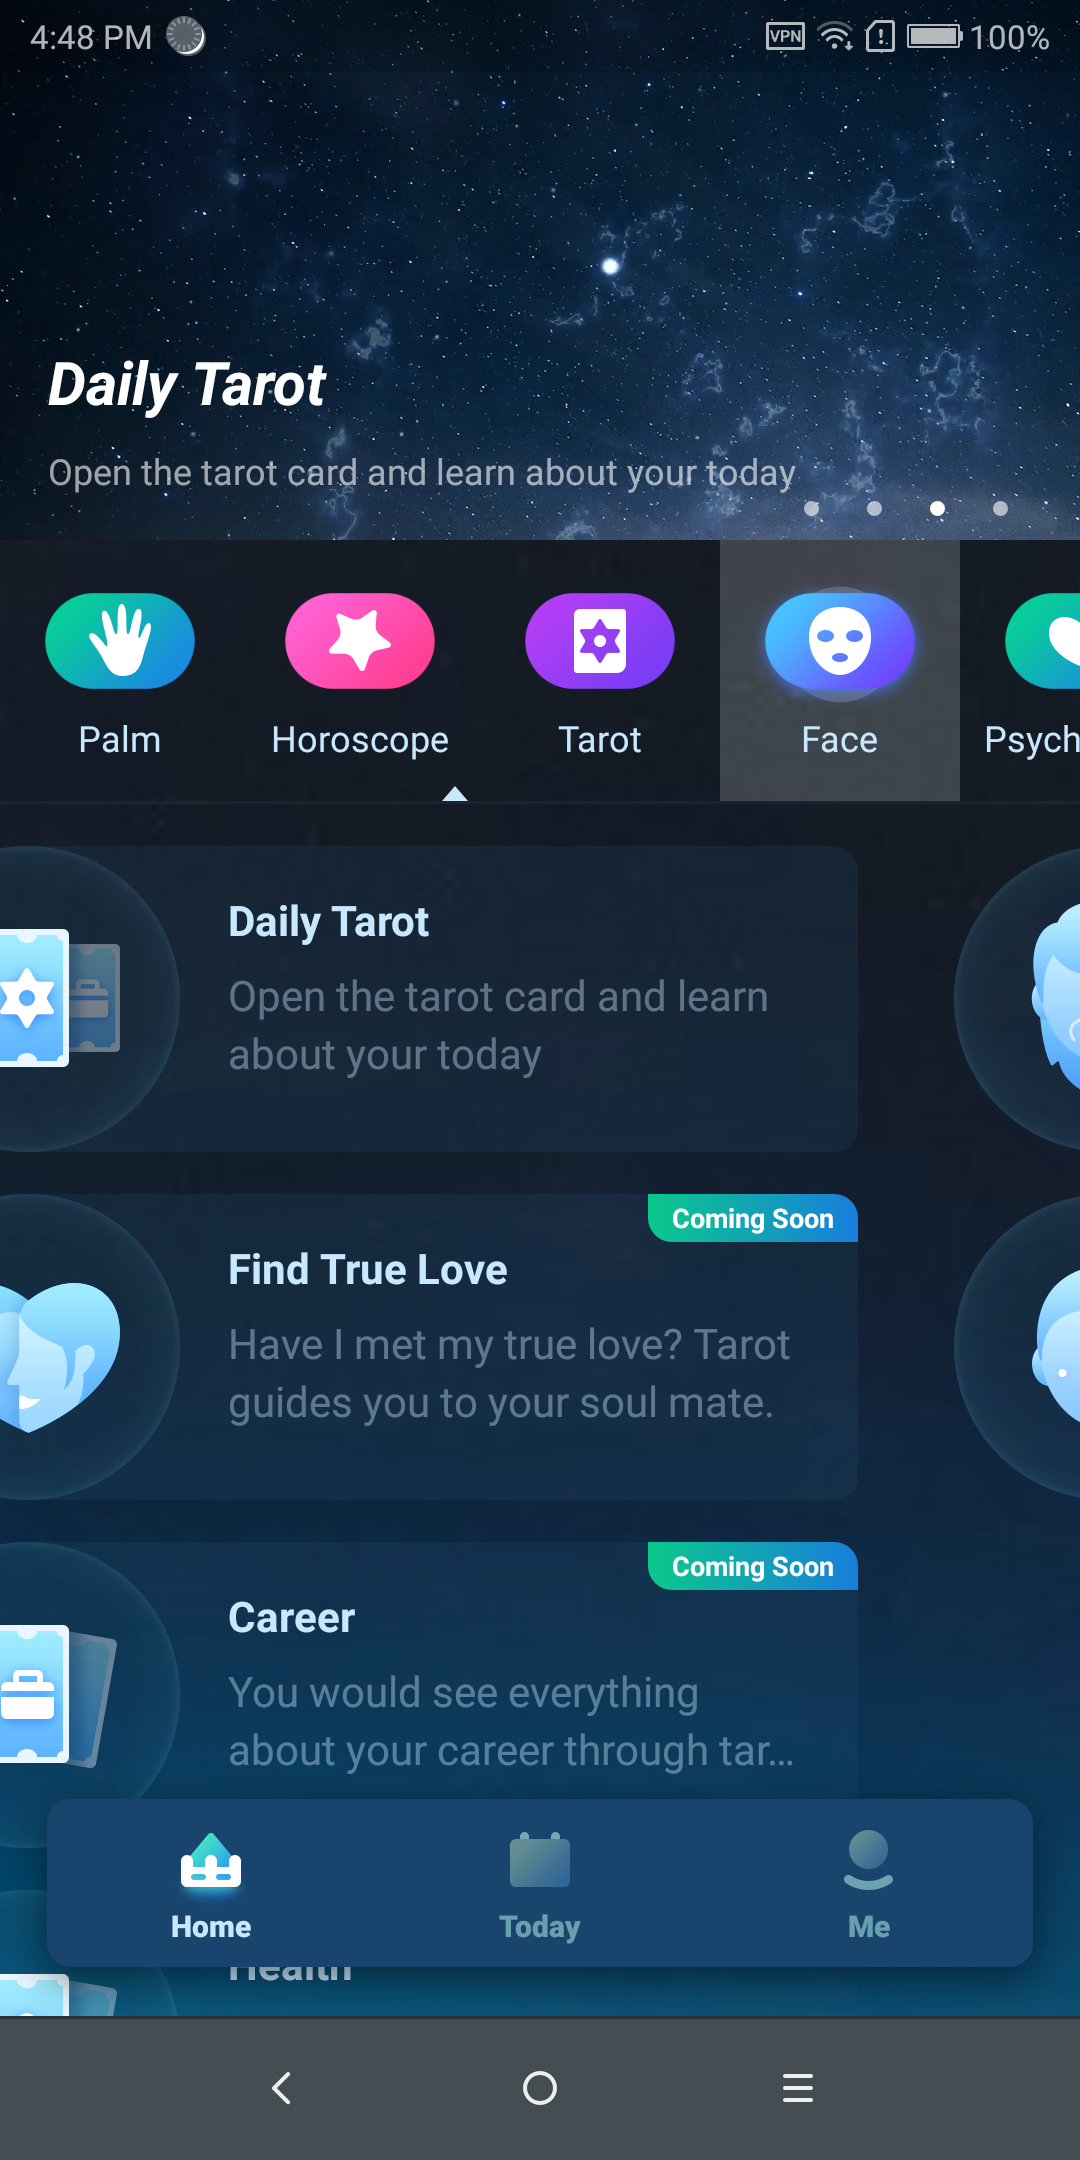 4:48 PM
VPN
100%
Daily Tarot
Open the tarot card and learn about your today
Palm
Horoscope
Tarot
Face
Psych
Daily Tarot
Open the tarot card and learn
about your today
Coming Soon
Find True Love
Have I met my true love? Tarot
guides you to your soul mate.
Coming Soon
Career
You would see everything
about your career through tar...
Home
Today
Me
Health